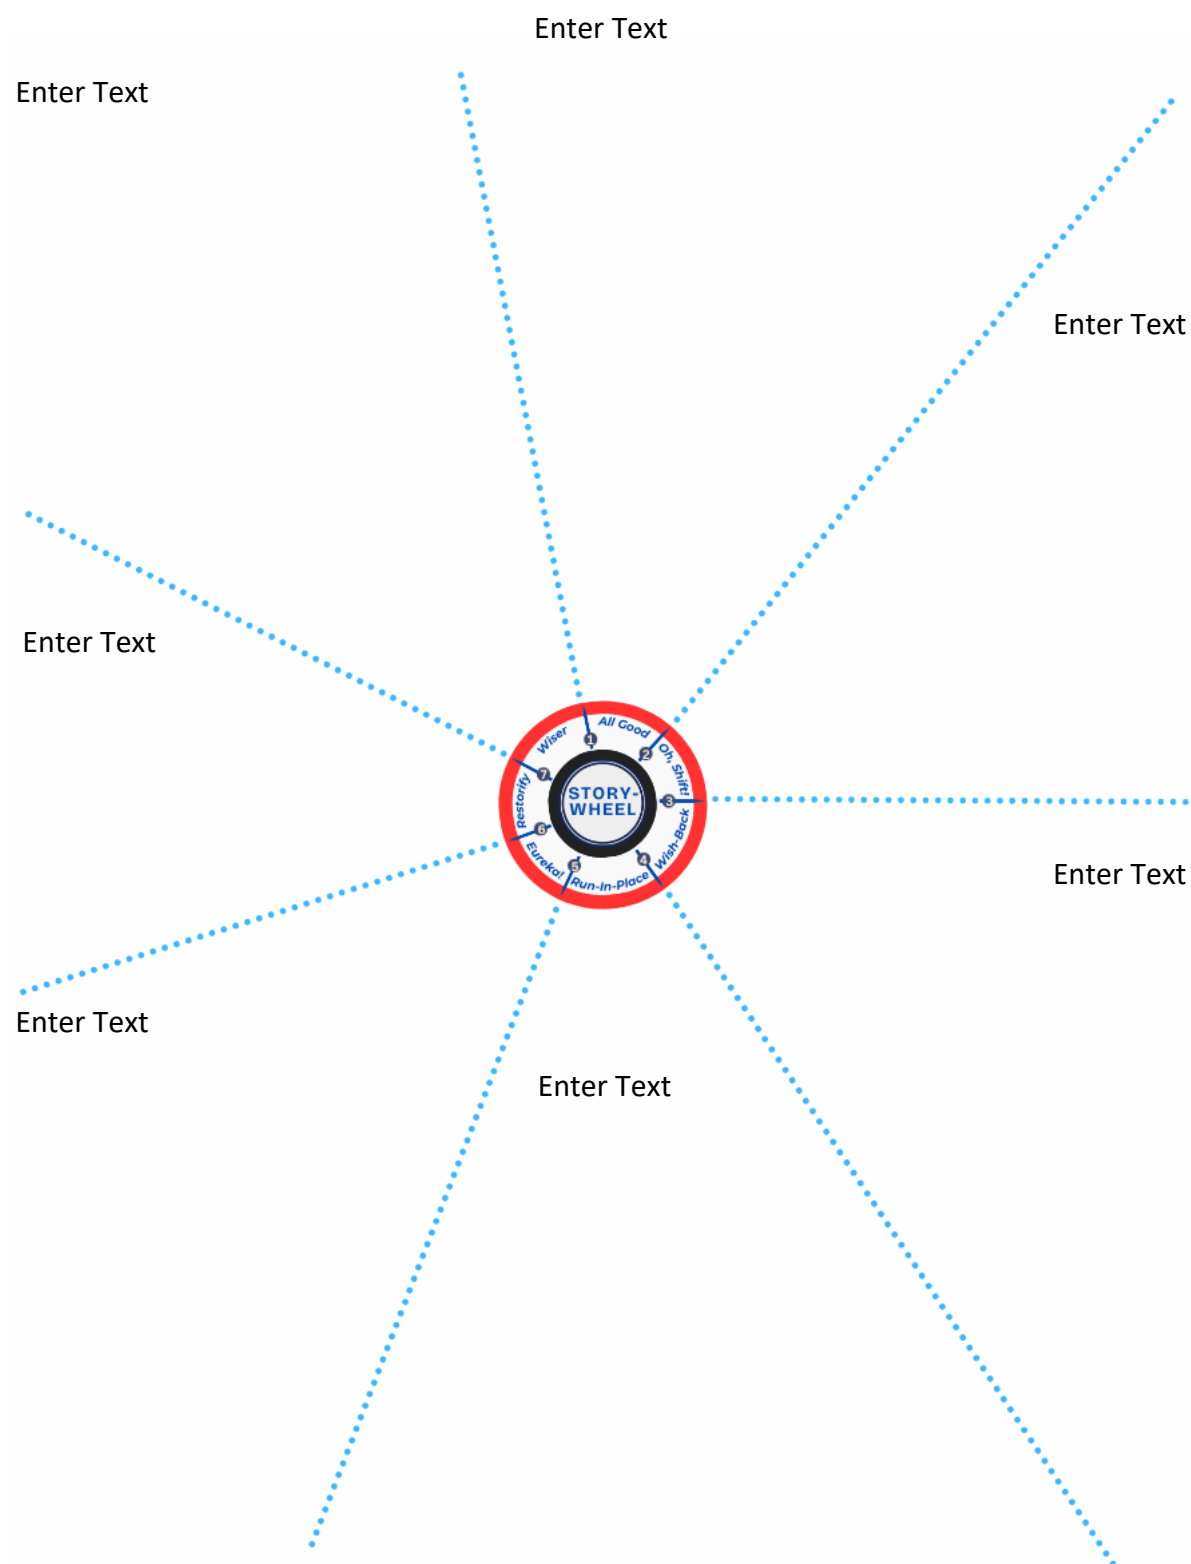 Enter Text
Enter Text
Enter Text
Enter Text
1 All Good
2 Oh, Shift!
3 Wish-Back
4 Run-In-Place
5 Eureka!
6 Restorify
7 Wiser
STORY-
WHEEL
Enter Text
Enter Text
Enter Text